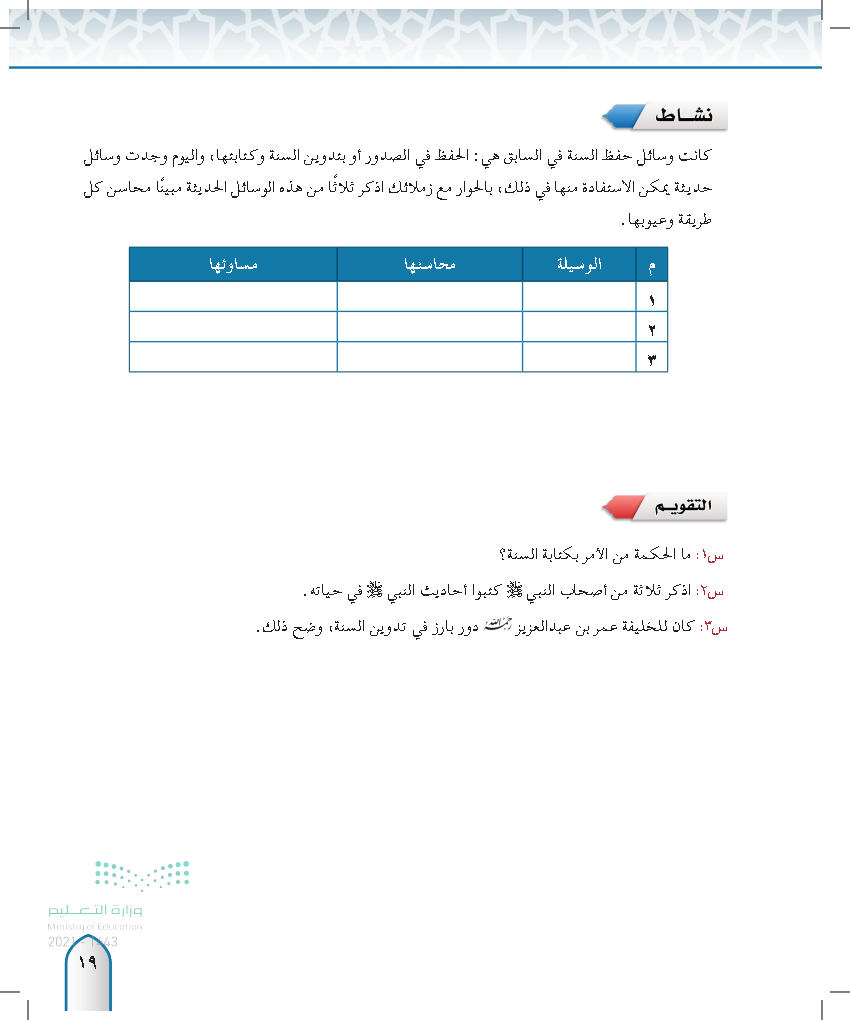 نشاط
كانت وسائل حفظ السنة في السابق هي: الحفظ في الصدور أو بتدوين السنة وكتابتها، واليوم وجدت وسائل
حديثة يمكن الاستفادة منها في ذلك، بالحوار مع زملائك اذكر ثلاثًا من هذه الوسائل الحديثة مبينًا محاسن كل
طريقة وعيوبها.
م الوسيلة محاسنها مساوئها
١
٢
٣
التقويم
س١: ما الحكمة من الأمر بكتابة السنة؟
س٢: اذكر ثلاثة من أصحاب النبي ﷺ كتبوا أحاديث النبي ﷺ في حياته.
س٣: كان للخليفة عمر بن عبدالعزيز رحمه الله دور بارز في تدوين السنة، وضح ذلك.
وزارة التعليم
Ministry of Education
2021 - 1443
١٩